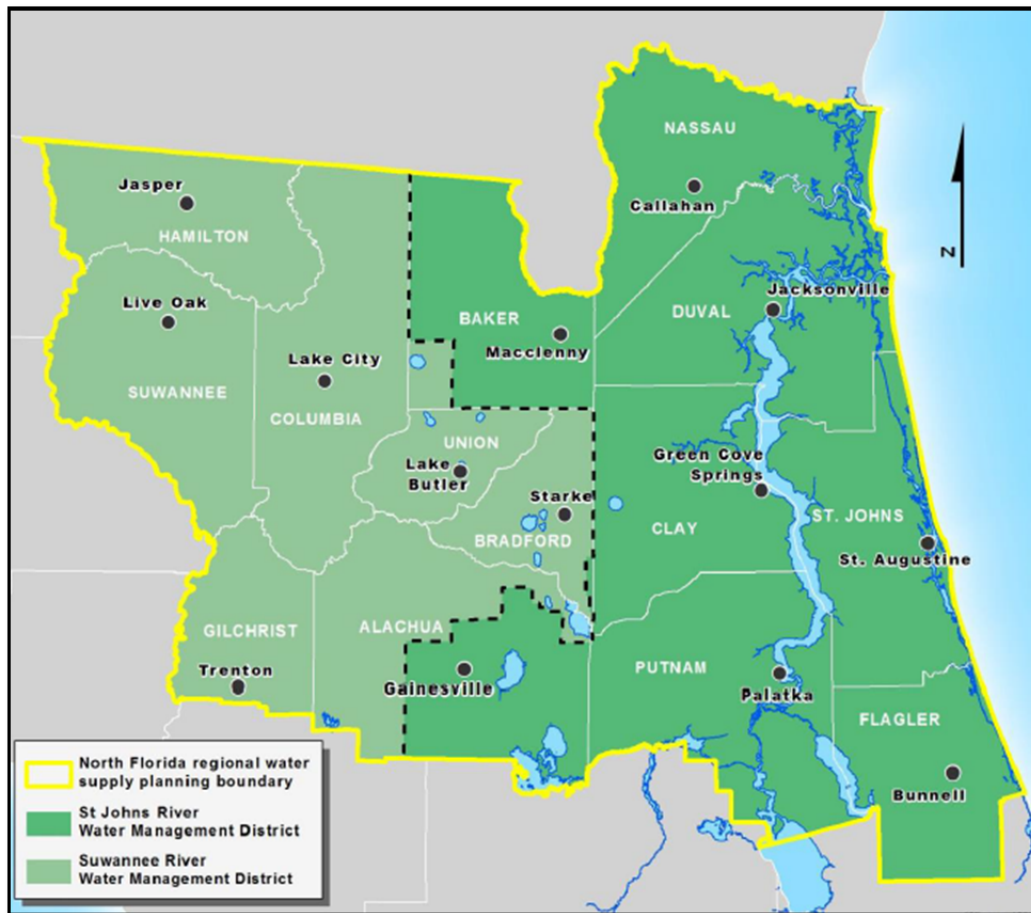 NASSAU
Jasper
Callahan
HAMILTON
N
Live Oak
Jacksonville
DUVAL
BAKER
Macclenny
Lake City
SUWANNEE
COLUMBIA
UNION
Lake
Butler
Green Cove
Springs
Starke
ST. JOHNS
CLAY
BRADFORD
St. Augustine
GILCHRIST
ALACHUA
Trenton
Gainesville
PUTNAM
Palatka
FLAGLER
Bunnell
North Florida regional water
supply planning boundary
St Johns River
Water Management District
Suwannee River
Water Management District